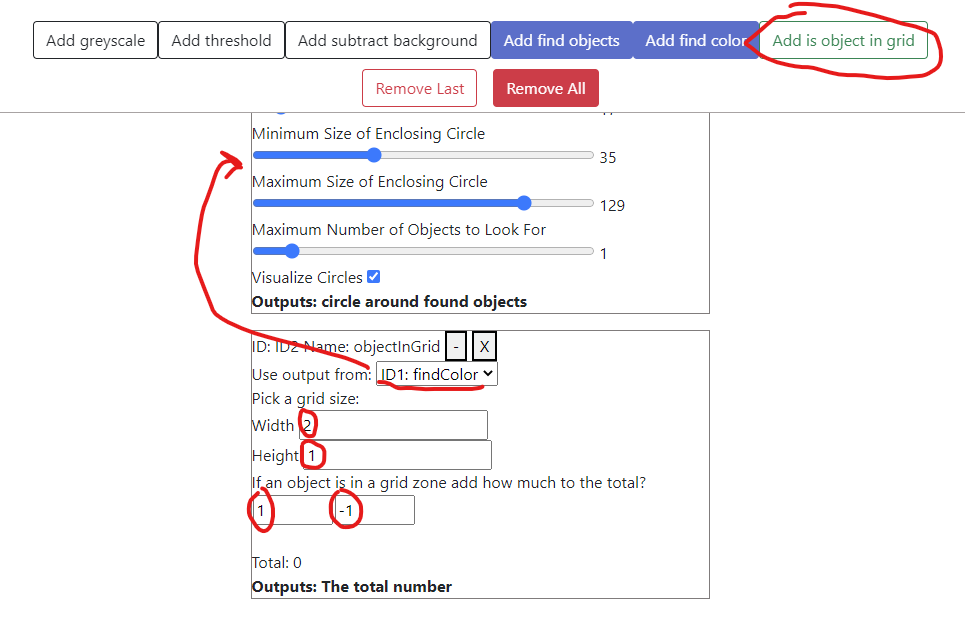 Add greyscale Add threshold Add subtract background Add find objects Add find color Add is object in grid
Remove Last Remove All
Minimum Size of Enclosing Circle
35
Maximum Size of Enclosing Circle
129
Maximum Number of Objects to Look For
1
Visualize Circles
Outputs: circle around found objects
ID: ID2 Name: objectInGrid - X
Use output from: ID1: findColor
Pick a grid size:
Width 2
Height 1
If an object is in a grid zone add how much to the total?
1 -1
Total: 0
Outputs: The total number